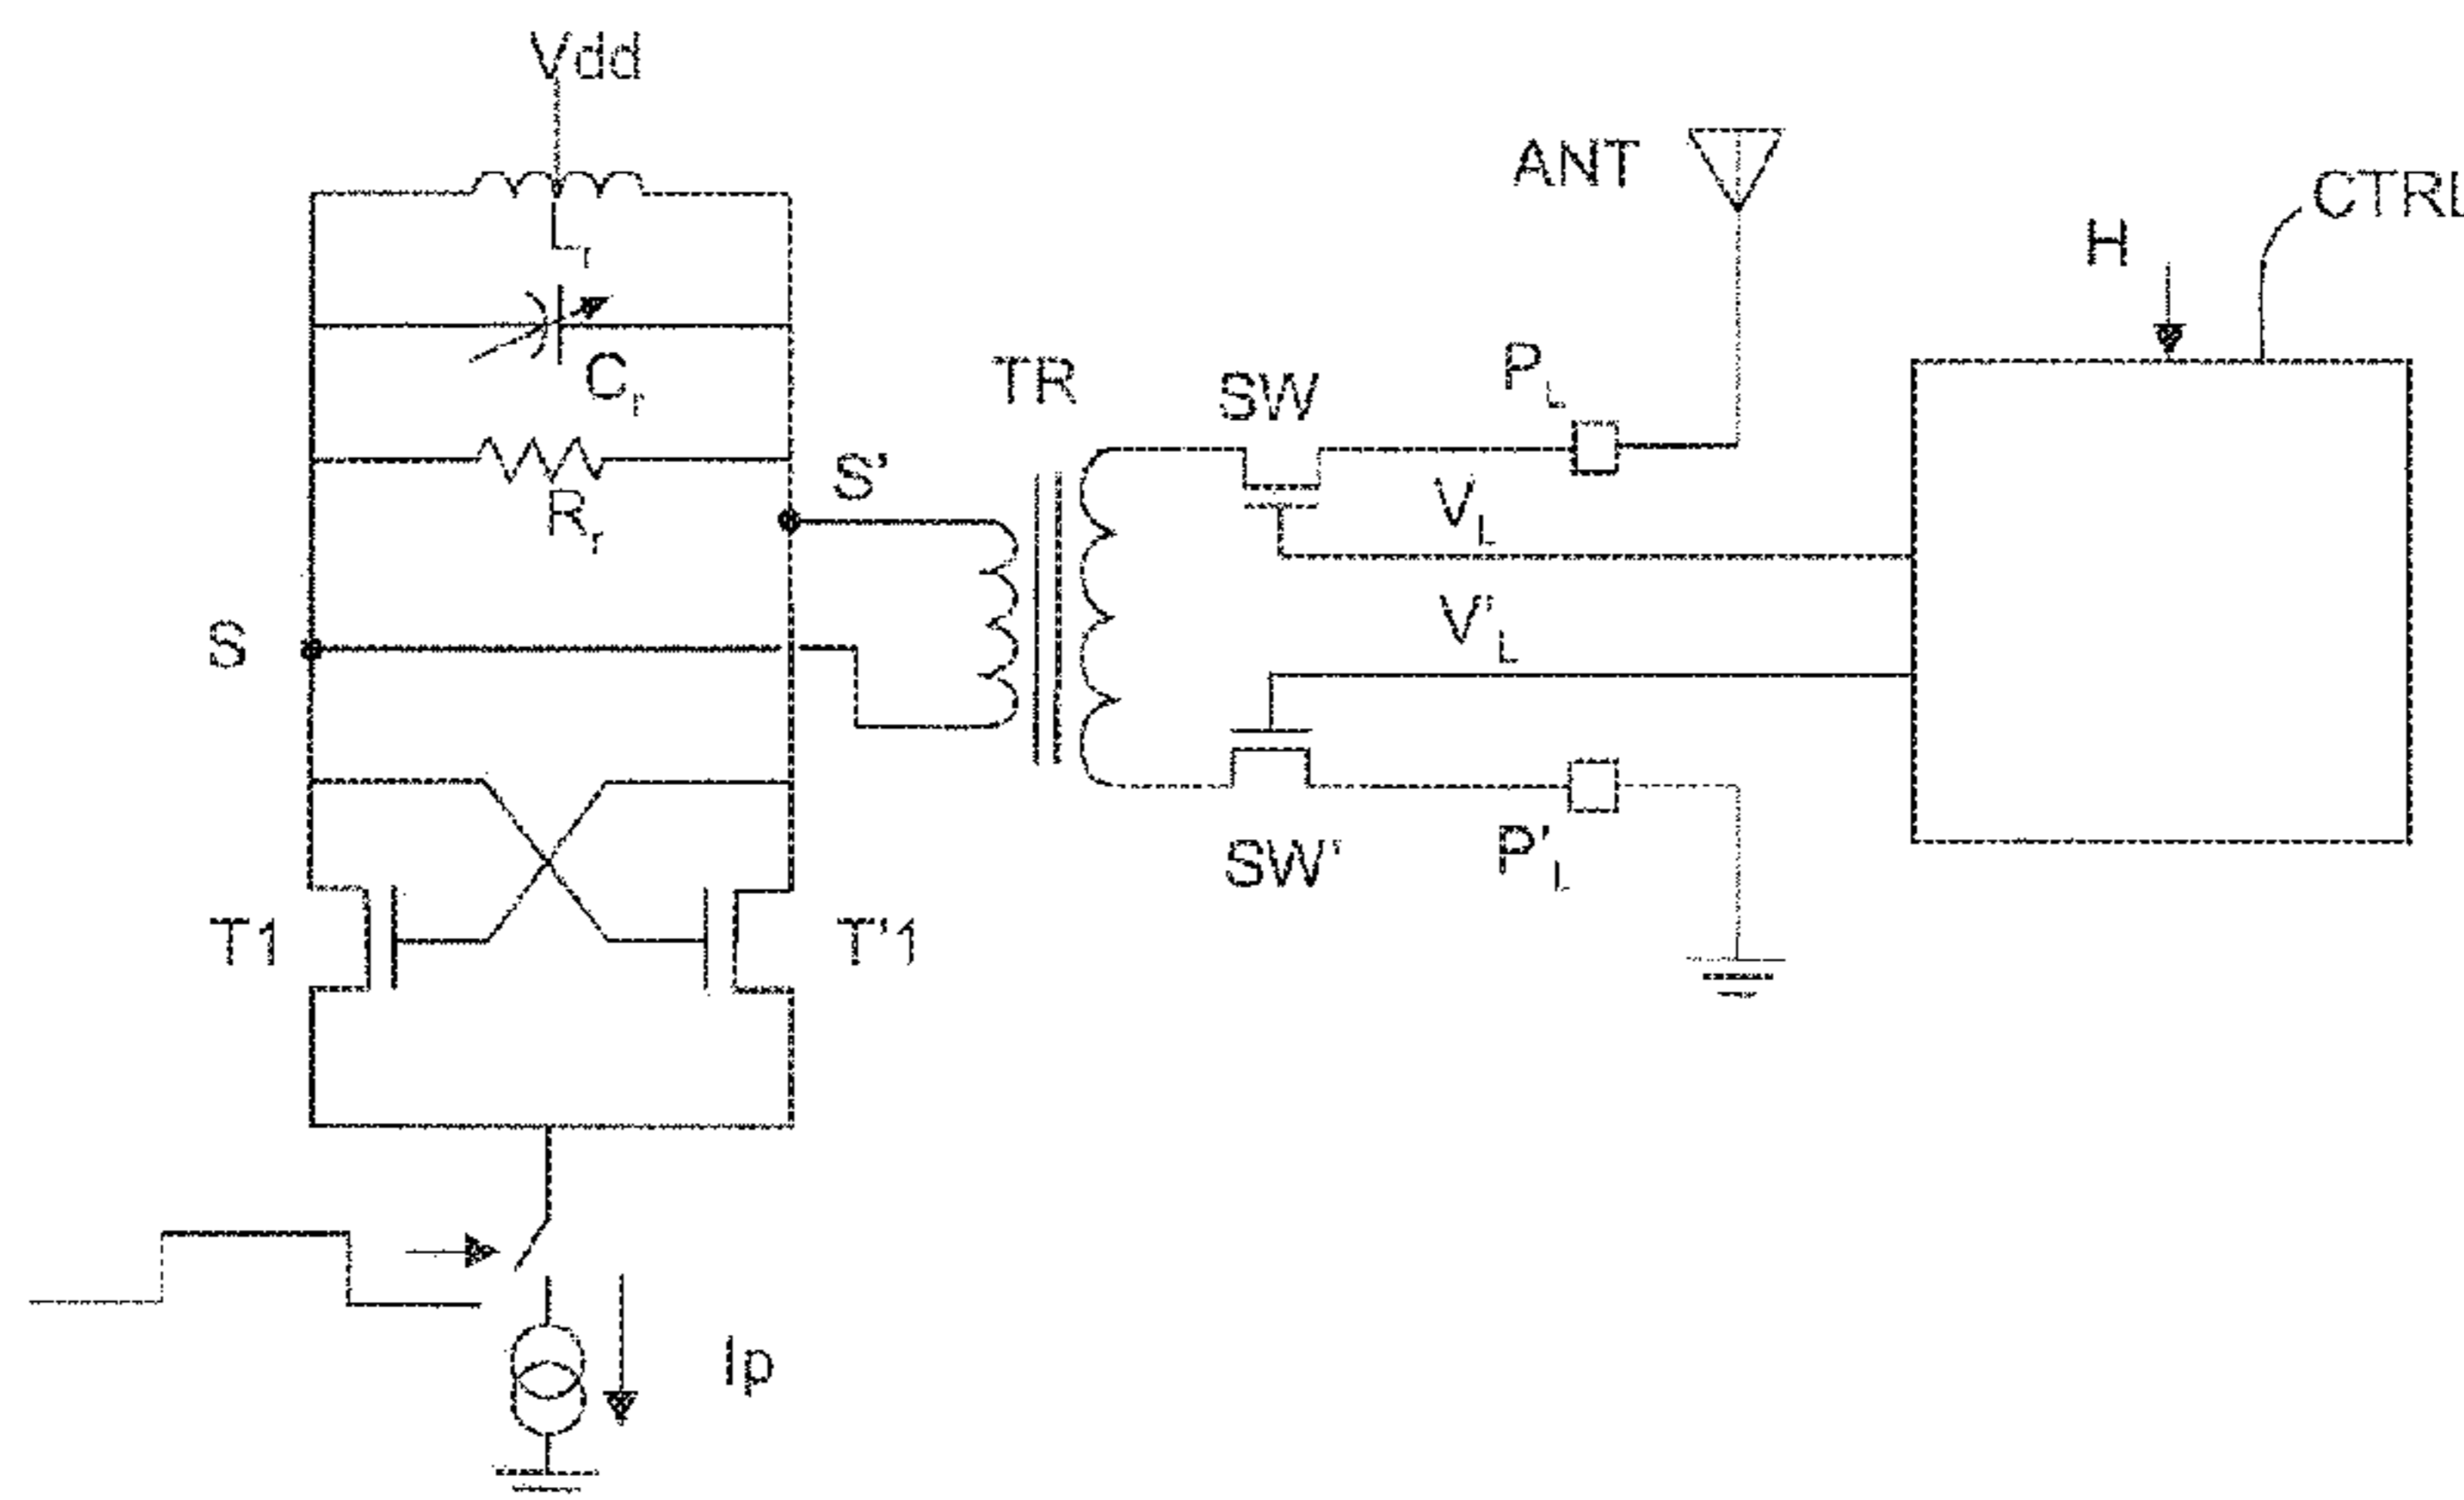 Vdd
ANT
CTRL
H
Lr
Cr
TR
SW
PL
S'
Rr
VL
V'L
S
SW'
P'L
T1
T'1
Ip